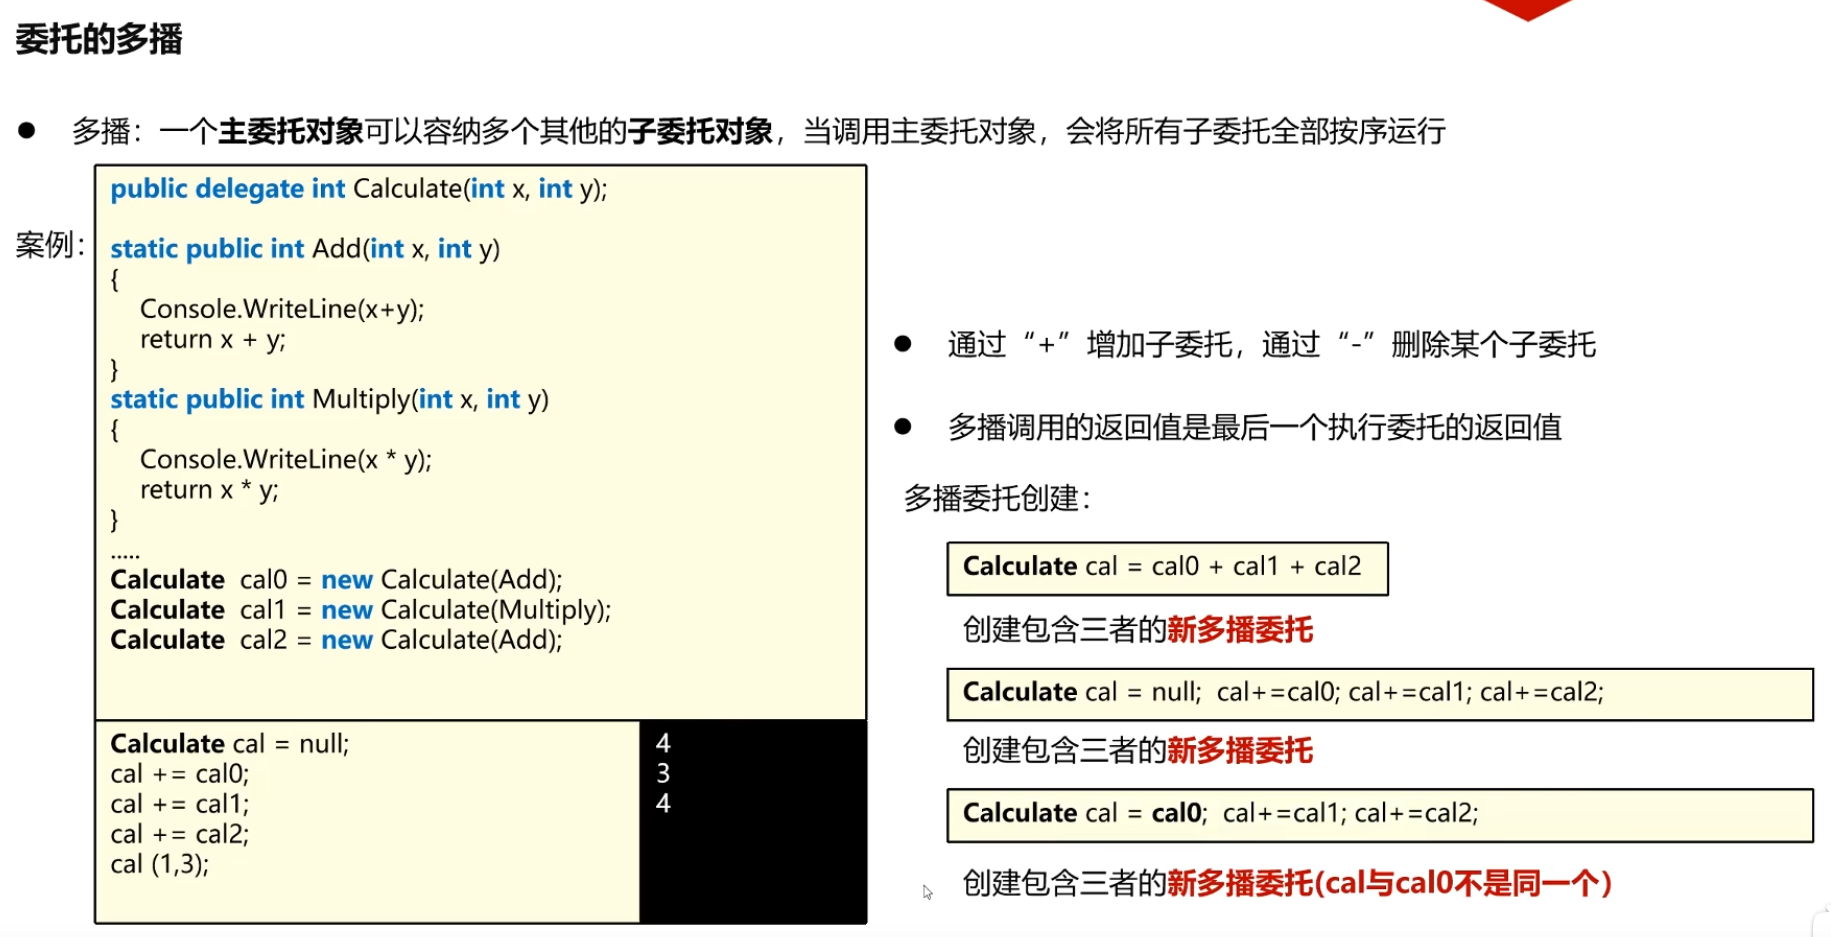 委托的多播
● 多播：一个主委托对象可以容纳多个其他的子委托对象，当调用主委托对象，会将所有子委托全部按序运行
案例：
public delegate int Calculate(int x, int y);
static public int Add(int x, int y)
{
Console.WriteLine(x+y);
return x + y;
}
static public int Multiply(int x, int y)
{
Console.WriteLine(x * y);
return x * y;
}
.....
Calculate cal0 = new Calculate(Add);
Calculate cal1 = new Calculate(Multiply);
Calculate cal2 = new Calculate(Add);
Calculate cal = null;
cal += cal0;
cal += cal1;
cal += cal2;
cal (1,3);
4
3
4
● 通过“+”增加子委托，通过“-”删除某个子委托
● 多播调用的返回值是最后一个执行委托的返回值
多播委托创建：
Calculate cal = cal0 + cal1 + cal2
创建包含三者的新多播委托
Calculate cal = null; cal+=cal0; cal+=cal1; cal+=cal2;
创建包含三者的新多播委托
Calculate cal = cal0; cal+=cal1; cal+=cal2;
创建包含三者的新多播委托(cal与cal0不是同一个）